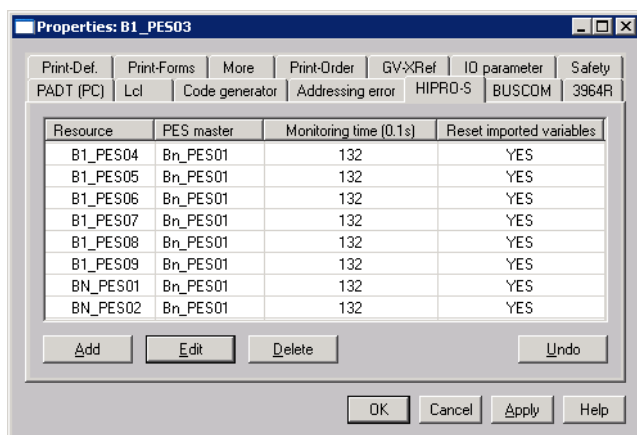 Properties: B1_PES03
Print-Def. Print-Forms More Print-Order GV-XRef IO parameter Safety
PADT (PC) Lcl Code generator Addressing error HIPRO-S BUSCOM 3964R
Resource PES master Monitoring time (0.1s) Reset imported variables
B1_PES04 Bn_PES01 132 YES
B1_PES05 Bn_PES01 132 YES
B1_PES06 Bn_PES01 132 YES
B1_PES07 Bn_PES01 132 YES
B1_PES08 Bn_PES01 132 YES
B1_PES09 Bn_PES01 132 YES
BN_PES01 Bn_PES01 132 YES
BN_PES02 Bn_PES01 132 YES
Add Edit Delete Undo
OK Cancel Apply Help